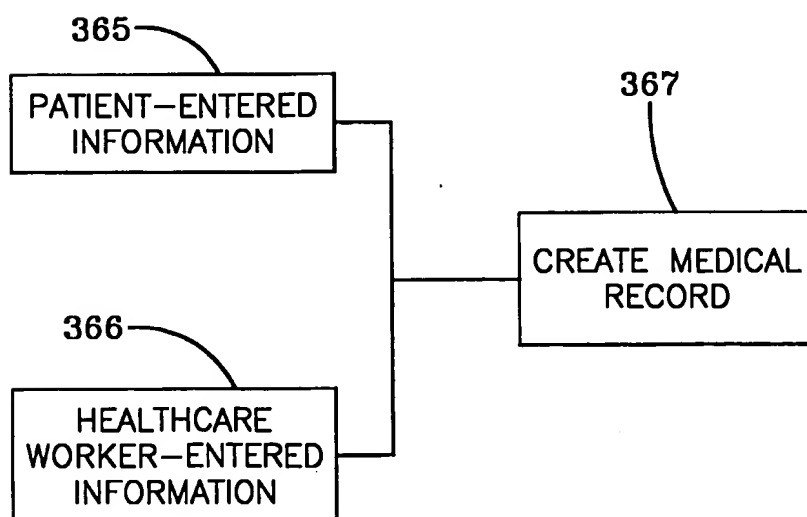 365
PATIENT-ENTERED
INFORMATION
367
CREATE MEDICAL
RECORD
366
HEALTHCARE
WORKER-ENTERED
INFORMATION